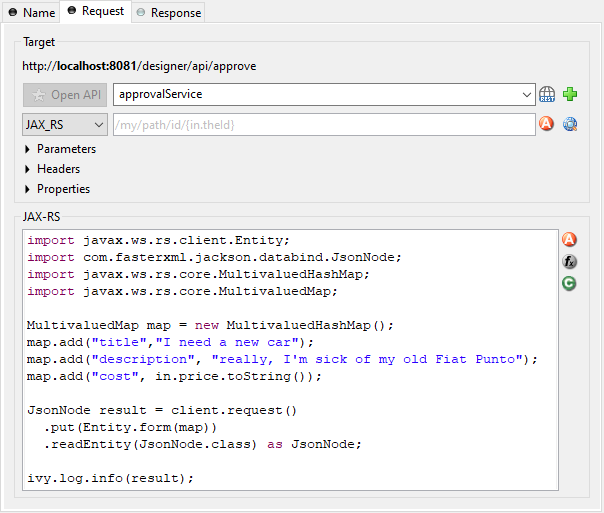 Name
Request
Response
Target
http://localhost:8081/designer/api/approve
Open API
approvalService
REST
JAX_RS
/my/path/id/{in.theId}
A
Parameters
Headers
Properties
JAX-RS
import javax.ws.rs.client.Entity;
import com.fasterxml.jackson.databind.JsonNode;
import javax.ws.rs.core.MultivaluedHashMap;
import javax.ws.rs.core.MultivaluedMap;
MultivaluedMap map = new MultivaluedHashMap();
map.add("title","I need a new car");
map.add("description", "really, I'm sick of my old Fiat Punto");
map.add("cost", in.price.toString());
JsonNode result = client.request()
.put(Entity.form(map))
.readEntity(JsonNode.class) as JsonNode;
ivy.log.info(result);
A
fx
C